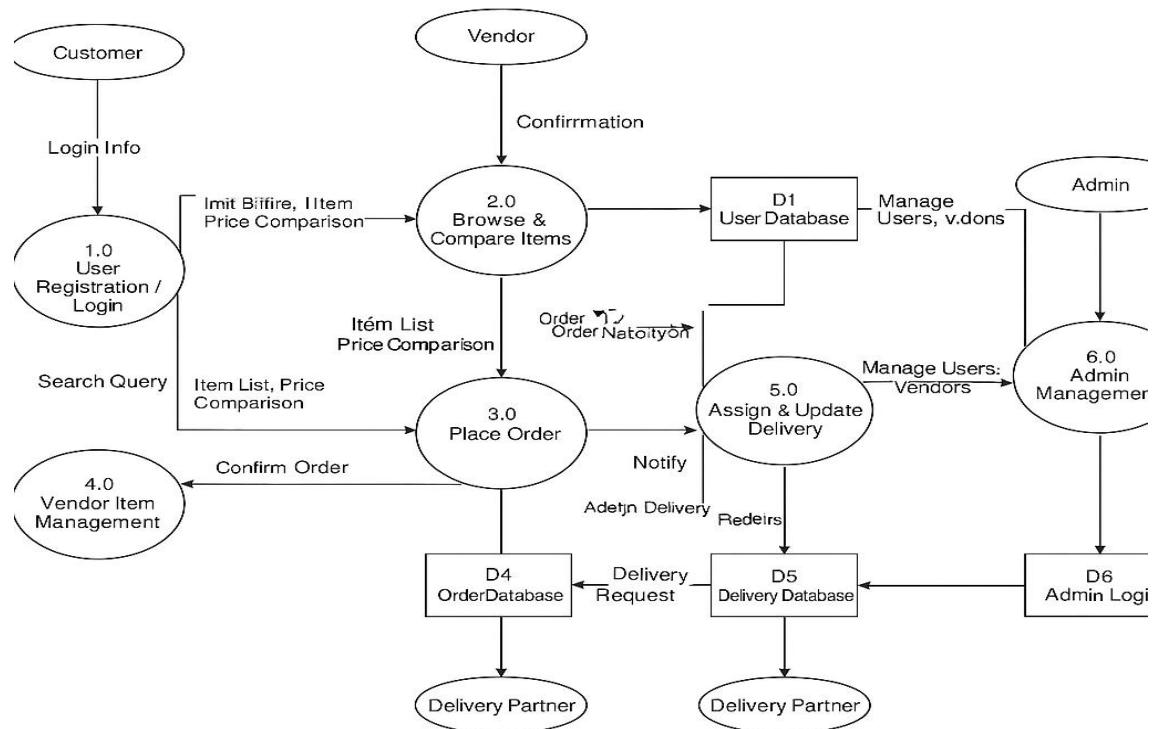 Customer
Vendor
Confirrmation
Login Info
Admin
Imit Biffire, IItem
Price Comparison
2.0
Browse &
Compare Items
D1
User Database
Manage
Users, v.dons
1.0
User
Registration /
Login
Itém List
Price Comparison
Order
Order Natoityon
Search Query
Item List, Price
Comparison
3.0
Place Order
5.0
Assign & Update
Delivery
Manage Users:
Vendors
6.0
Admin
Management
Confirm Order
Notify
4.0
Vendor Item
Management
Adetjn Delivery
Redeirs
D4
OrderDatabase
Delivery
Request
D5
Delivery Database
D6
Admin Logi
Delivery Partner
Delivery Partner